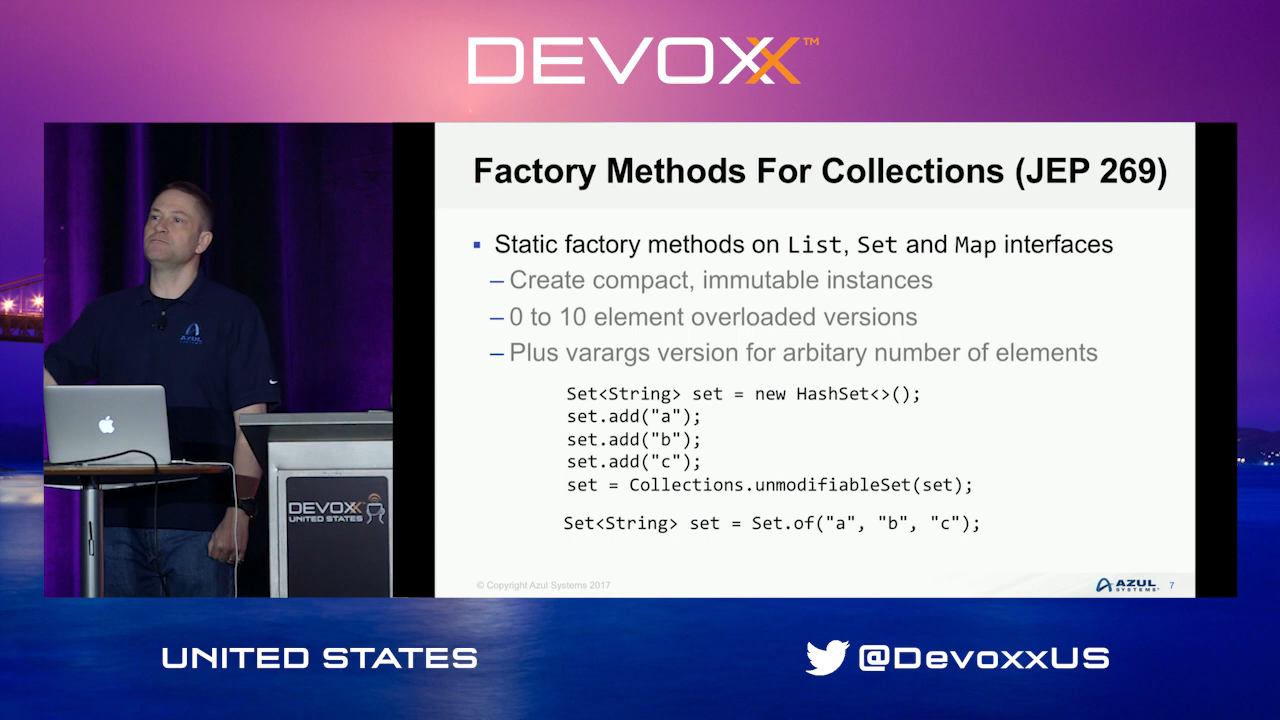 DEVOXX™
Factory Methods For Collections (JEP 269)
▪ Static factory methods on List, Set and Map interfaces
– Create compact, immutable instances
– 0 to 10 element overloaded versions
– Plus varargs version for arbitary number of elements
Set<String> set = new HashSet<>();
set.add("a");
set.add("b");
set.add("c");
set = Collections.unmodifiableSet(set);
Set<String> set = Set.of("a", "b", "c");
© Copyright Azul Systems 2017
AZUL
SYSTEMS
7
AZUL
SYSTEMS
DEVOXX
UNITED STATES
UNITED STATES
@DevoxxUS